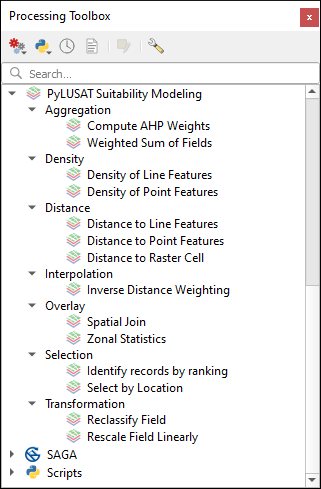 Processing Toolbox
Search...
PyLUSAT Suitability Modeling
Aggregation
Compute AHP Weights
Weighted Sum of Fields
Density
Density of Line Features
Density of Point Features
Distance
Distance to Line Features
Distance to Point Features
Distance to Raster Cell
Interpolation
Inverse Distance Weighting
Overlay
Spatial Join
Zonal Statistics
Selection
Identify records by ranking
Select by Location
Transformation
Reclassify Field
Rescale Field Linearly
SAGA
Scripts